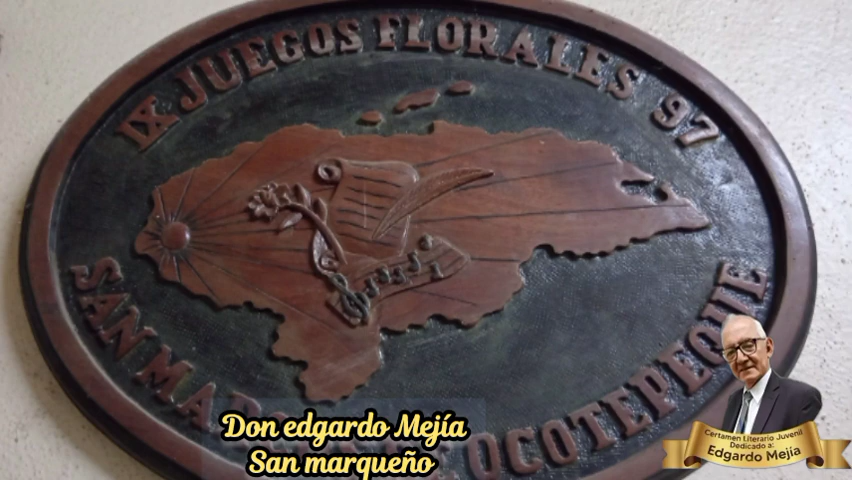 IX JUEGOS FLORALES 97
SAN MAR OCOTEPEQUE
Don edgardo Mejía
San marqueño
Certamen Literario Juvenil
Dedicado a:
Edgardo Mejía